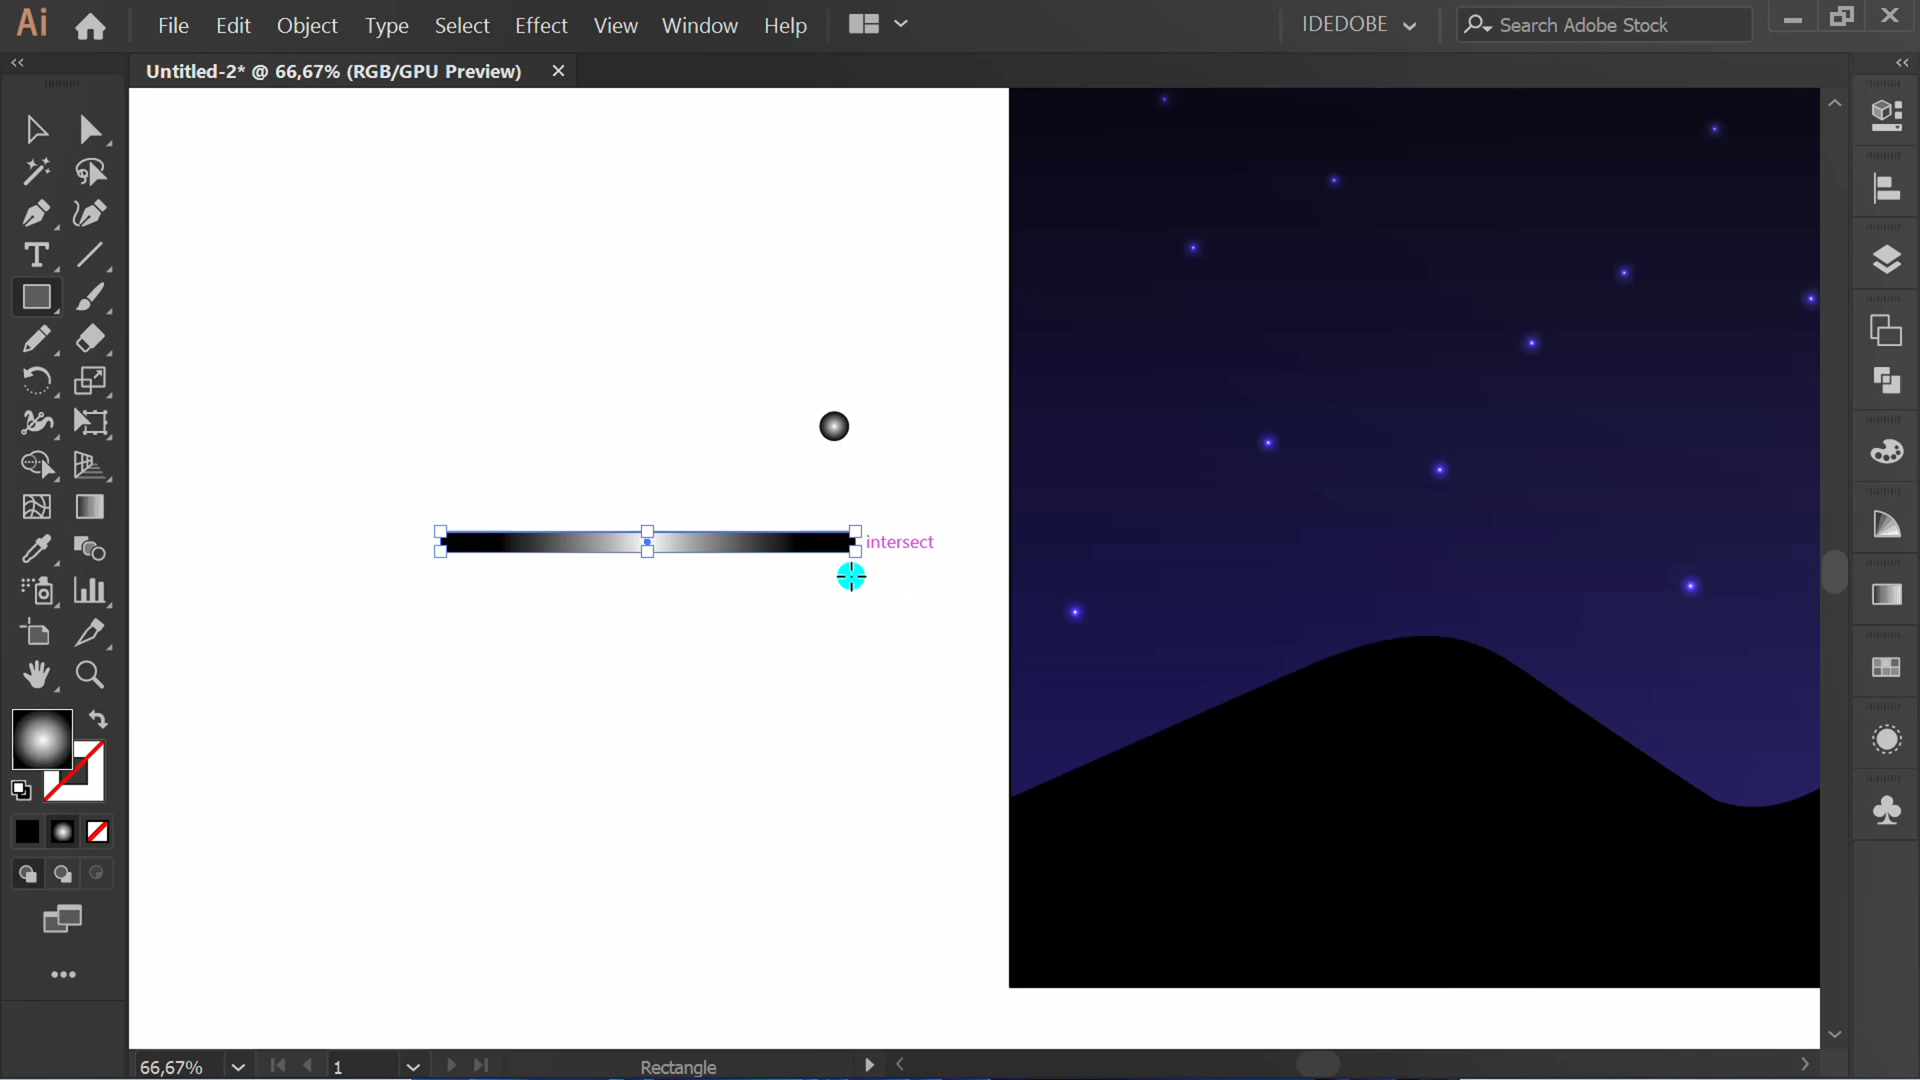 Ai File Edit Object Type Select Effect View Window Help IDEDOBE Search Adobe Stock
Untitled-2* @ 66,67% (RGB/GPU Preview)
intersect
66,67% 1 Rectangle